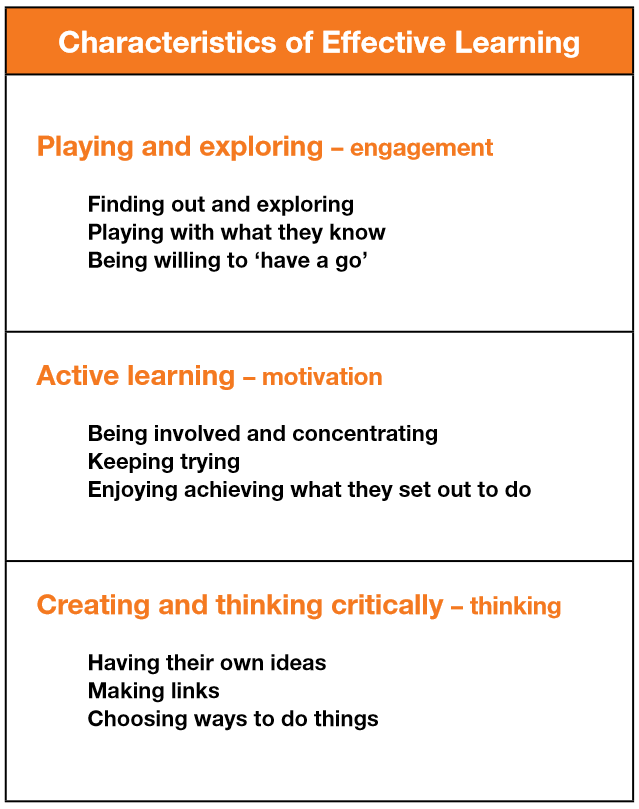 Characteristics of Effective Learning
Playing and exploring – engagement
Finding out and exploring
Playing with what they know
Being willing to ‘have a go’
Active learning – motivation
Being involved and concentrating
Keeping trying
Enjoying achieving what they set out to do
Creating and thinking critically – thinking
Having their own ideas
Making links
Choosing ways to do things